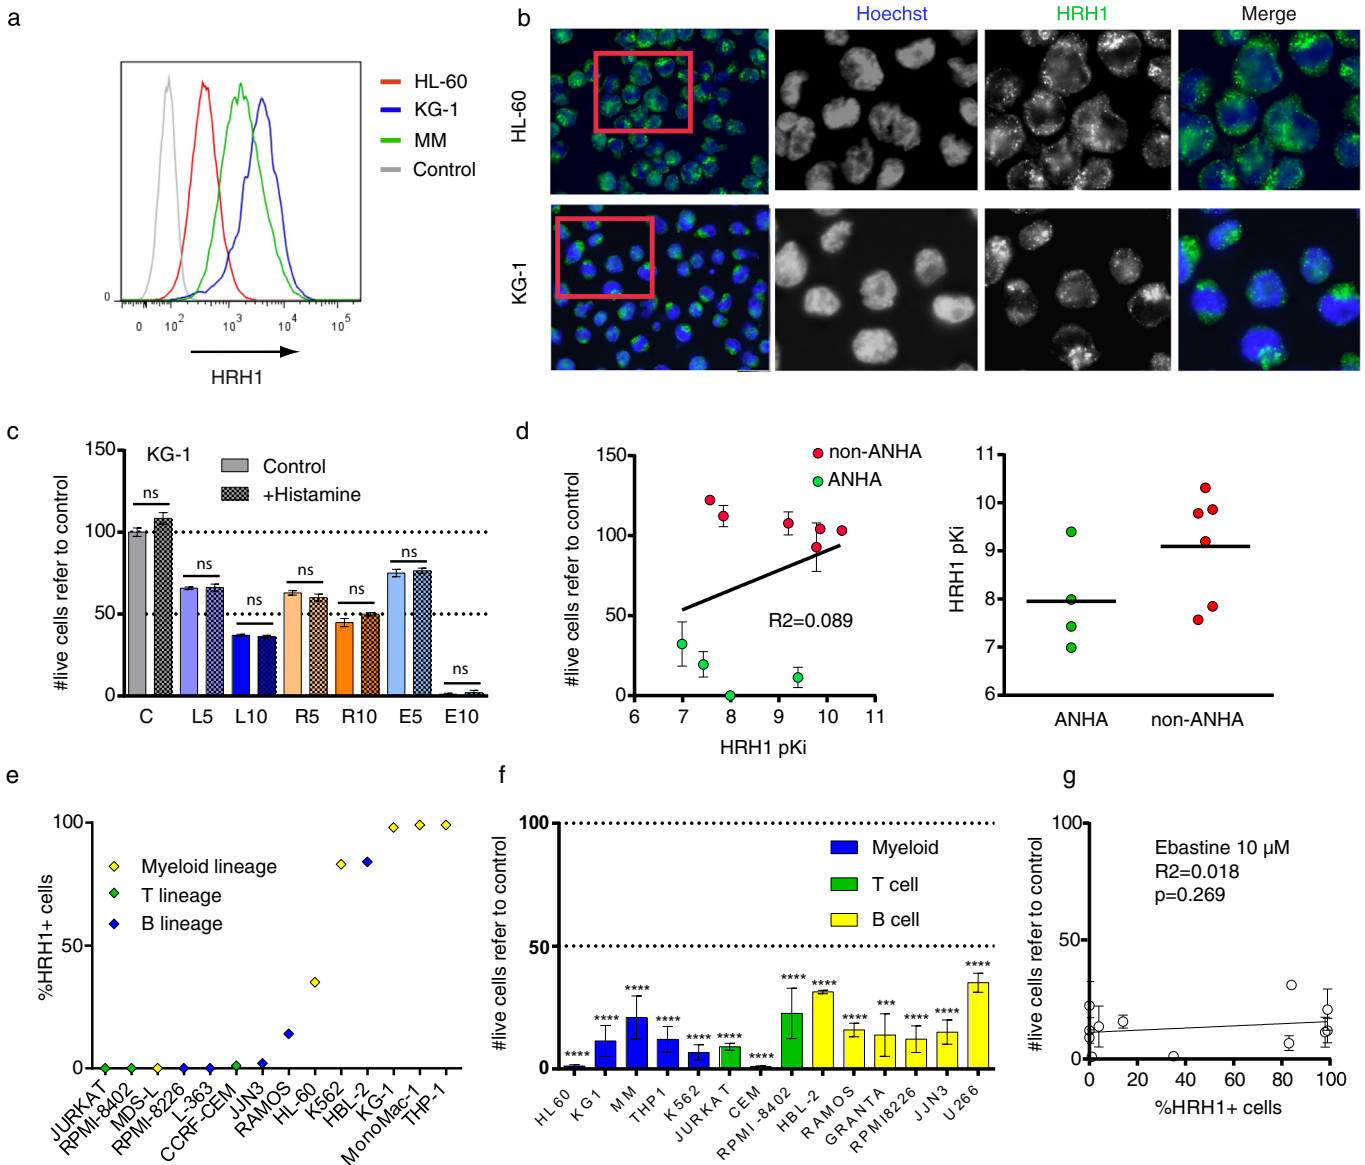 a
HL-60
KG-1
MM
Control
0
0 10² 10³ 10⁴ 10⁵
HRH1
b
Hoechst HRH1 Merge
HL-60
KG-1
c
KG-1
Control
+Histamine
#live cells refer to control
150
100
50
0
ns ns ns ns ns ns ns
C L5 L10 R5 R10 E5 E10
d
non-ANHA
ANHA
#live cells refer to control
150
100
50
0
R2=0.089
6 7 8 9 10 11
HRH1 pKi
HRH1 pKi
11
10
9
8
7
6
ANHA non-ANHA
e
%HRH1+ cells
100
50
0
Myeloid lineage
T lineage
B lineage
JURKAT RPMI-8402 MDS-L RPMI-8226 L-363 CCRF-CEM JJN3 RAMOS HL-60 K562 HBL-2 KG-1 MonoMac-1 THP-1
f
#live cells refer to control
100
50
0
Myeloid
T cell
B cell
**** **** **** **** **** **** **** **** **** **** *** **** **** ****
HL60 KG1 MM THP1 K562 JURKAT CEM RPMI-8402 HBL-2 RAMOS GRANTA RPMI8226 JJN3 U266
g
#live cells refer to control
100
50
0
Ebastine 10 µM
R2=0.018
p=0.269
0 20 40 60 80 100
%HRH1+ cells